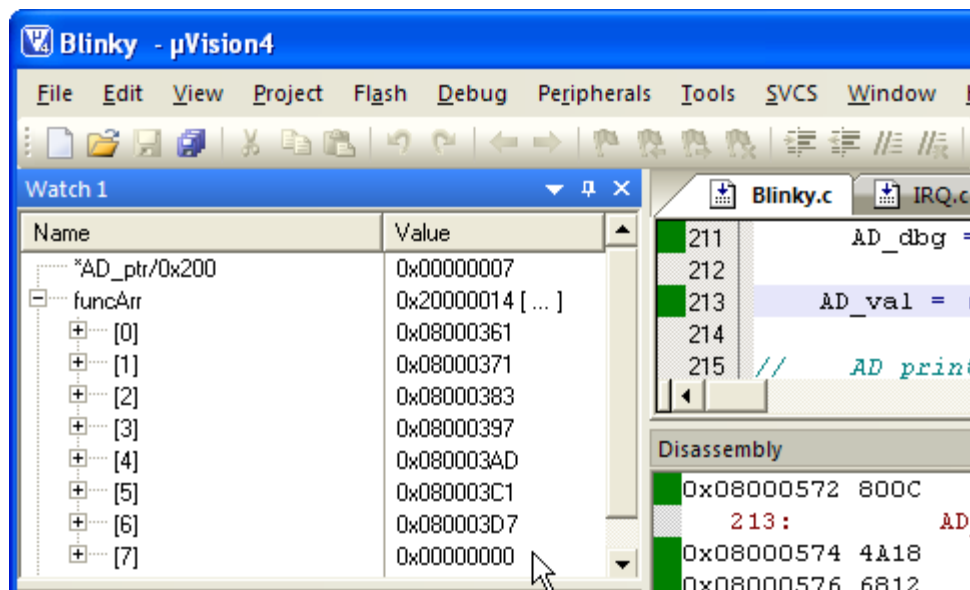 Blinky - µVision4
File Edit View Project Flash Debug Peripherals Tools SVCS Window
Watch 1
Name Value
*AD_ptr/0x200 0x00000007
funcArr 0x20000014 [ ... ]
[0] 0x08000361
[1] 0x08000371
[2] 0x08000383
[3] 0x08000397
[4] 0x080003AD
[5] 0x080003C1
[6] 0x080003D7
[7] 0x00000000
Blinky.c IRQ.c
211 AD_dbg =
212
213 AD_val =
214
215 // AD print
Disassembly
0x08000572 800C
213: AD_
0x08000574 4A18
0x08000576 6812